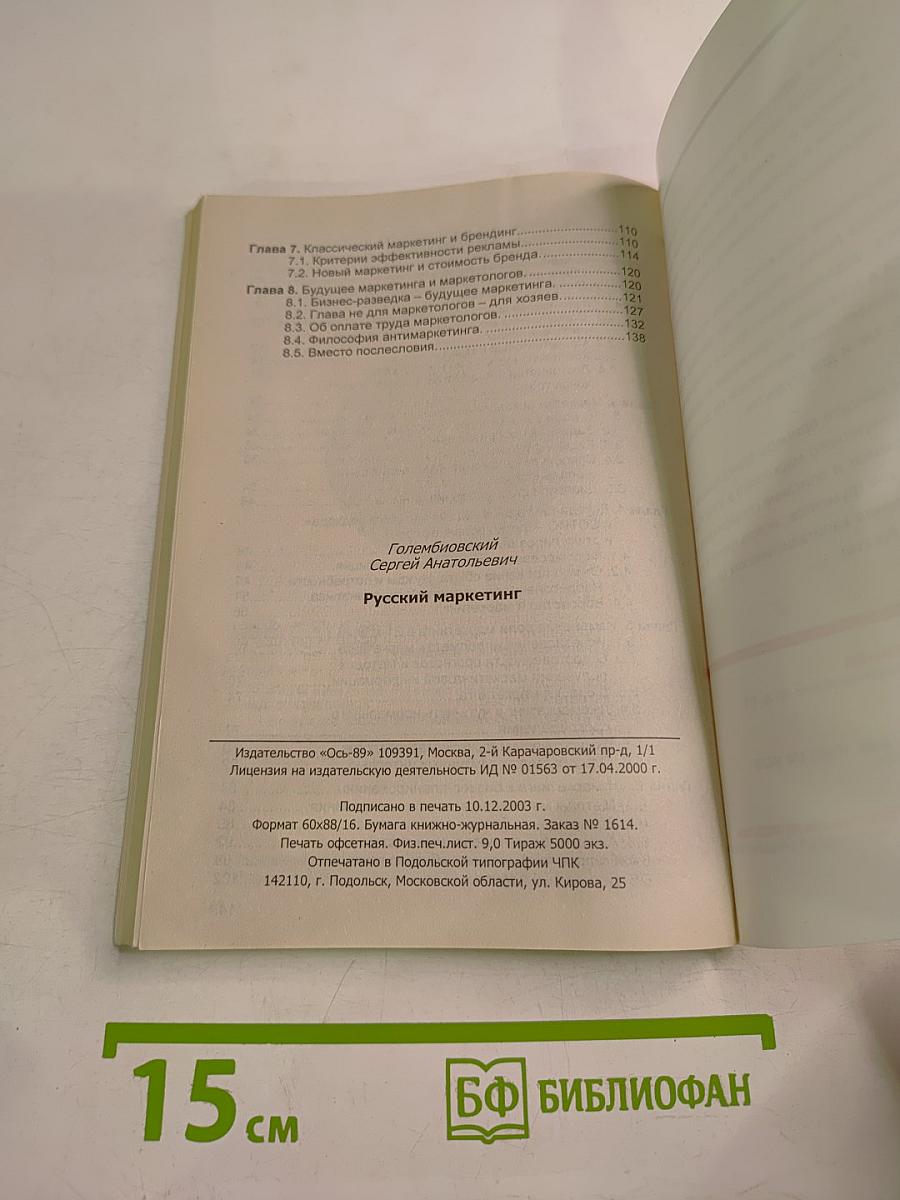 Глава 7. Классический маркетинг и брендинг..........................110
7.1. Критерии эффективности рекламы..........................110
7.2. Новый маркетинг и стоимость бренда..........................114
Глава 8. Будущее маркетинга и маркетологов. ..........................120
8.1. Бизнес-разведка – будущее маркетинга. ..........................120
8.2. Глава не для маркетологов – для хозяев..........................121
8.3. Об оплате труда маркетологов. ..........................127
8.4. Философия антимаркетинга. ..........................132
8.5. Вместо послесловия..........................138
Голембиовский
Сергей Анатольевич
Русский маркетинг
Издательство «Ось-89» 109391, Москва, 2-й Карачаровский пр-д, 1/1
Лицензия на издательскую деятельность ИД № 01563 от 17.04.2000 г.
Подписано в печать 10.12.2003 г.
Формат 60x88/16. Бумага книжно-журнальная. Заказ № 1614.
Печать офсетная. Физ.печ.лист. 9,0 Тираж 5000 экз.
Отпечатано в Подольской типографии ЧПК
142110, г. Подольск, Московской области, ул. Кирова, 25
15 см
БФ БИБЛИОФАН